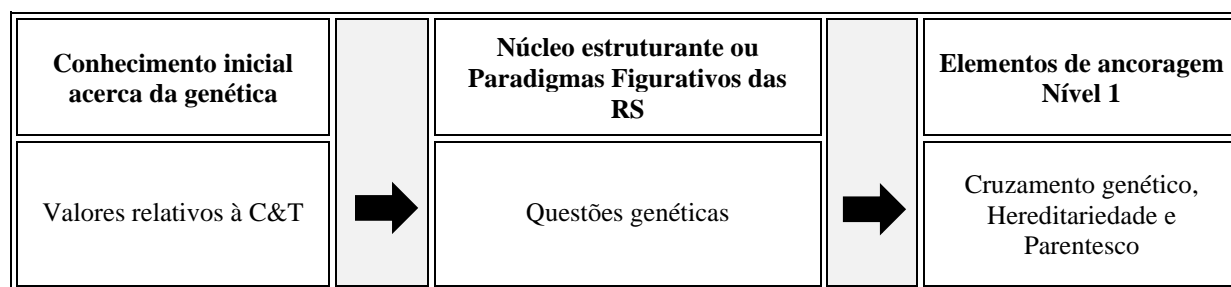 Conhecimento inicial
acerca da genética
Núcleo estruturante ou
Paradigmas Figurativos das
RS
Elementos de ancoragem
Nível 1
Valores relativos à C&T
Questões genéticas
Cruzamento genético,
Hereditariedade e
Parentesco